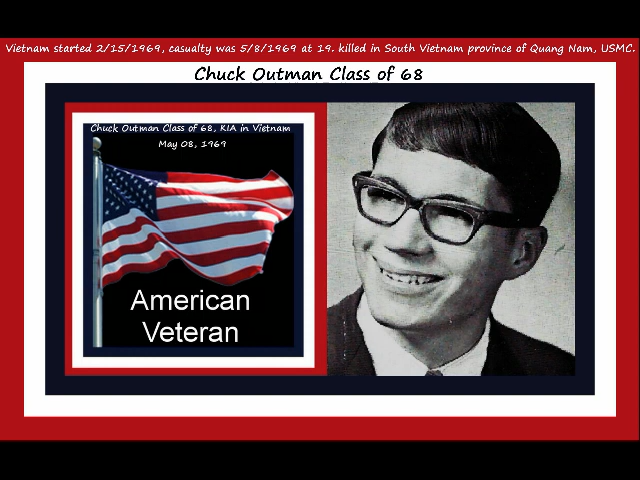 Vietnam started 2/15/1969, casualty was 5/8/1969 at 19. killed in South Vietnam province of Quang Nam, USMC.
Chuck Outman Class of 68
Chuck Outman Class of 68, KIA in Vietnam
May 08, 1969
American
Veteran